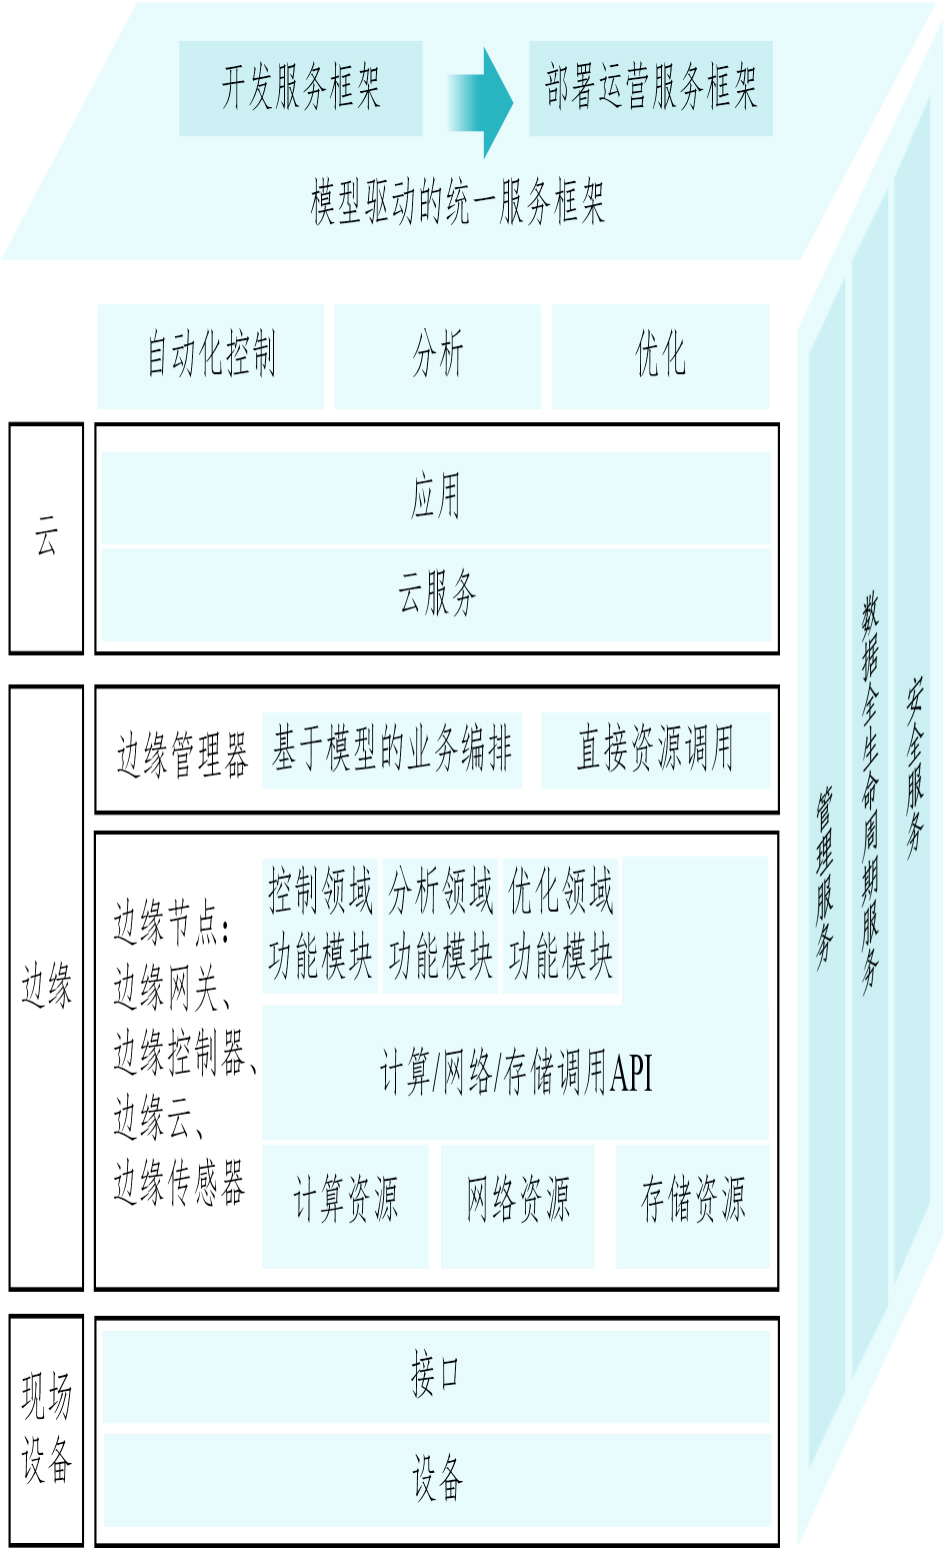 开发服务框架
部署运营服务框架
模型驱动的统一服务框架
自动化控制
分析
优化
云
应用
云服务
边缘
边缘管理器
基于模型的业务编排
直接资源调用
边缘节点：
边缘网关、
边缘控制器、
边缘云、
边缘传感器
控制领域
功能模块
分析领域
功能模块
优化领域
功能模块
计算/网络/存储调用API
计算资源
网络资源
存储资源
现场
设备
接口
设备
管理服务
数据全生命周期服务
安全服务